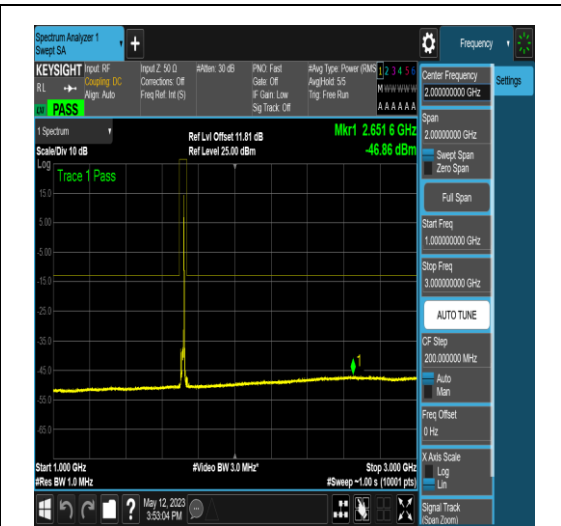 Spectrum Analyzer 1
Swept SA
Frequency
KEYSIGHT
RL
PASS
Input: RF
Coupling: DC
Align: Auto
Input Z: 50 Ω
Corrections: Off
Freq Ref: Int (S)
#Atten: 30 dB
PNO: Fast
Gate: Off
IF Gain: Low
Sig Track: Off
#Avg Type: Power (RMS
Avg|Hold: 5/5
Trig: Free Run
1 2 3 4 5 6
M W W W W W
A A A A A A
1 Spectrum
Scale/Div 10 dB
Ref Lvl Offset 11.81 dB
Ref Level 25.00 dBm
Mkr1 2.651 6 GHz
-46.86 dBm
Log
Trace 1 Pass
15.0
5.00
-5.00
-15.0
-25.0
-35.0
-45.0
-55.0
-65.0
1
Start 1.000 GHz
#Res BW 1.0 MHz
#Video BW 3.0 MHz*
Stop 3.000 GHz
#Sweep ~1.00 s (10001 pts)
?
May 12, 2023
3:53:04 PM
Center Frequency
2.000000000 GHz
Settings
Span
2.00000000 GHz
Swept Span
Zero Span
Full Span
Start Freq
1.000000000 GHz
Stop Freq
3.000000000 GHz
AUTO TUNE
CF Step
200.000000 MHz
Auto
Man
Freq Offset
0 Hz
X Axis Scale
Log
Lin
Signal Track
(Span Zoom)